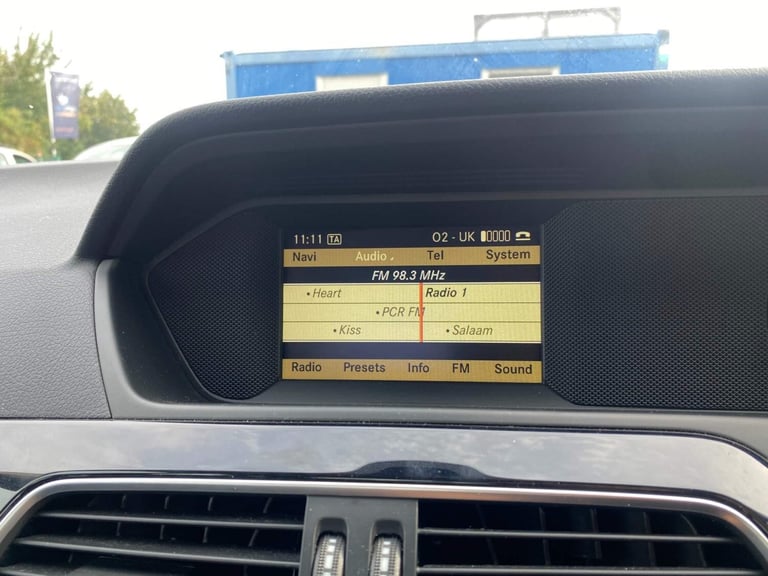 11:11 TA O2 - UK
Navi Audio Tel System
FM 98.3 MHz
• Heart Radio 1
• PCR FM
• Kiss • Salaam
Radio Presets Info FM Sound